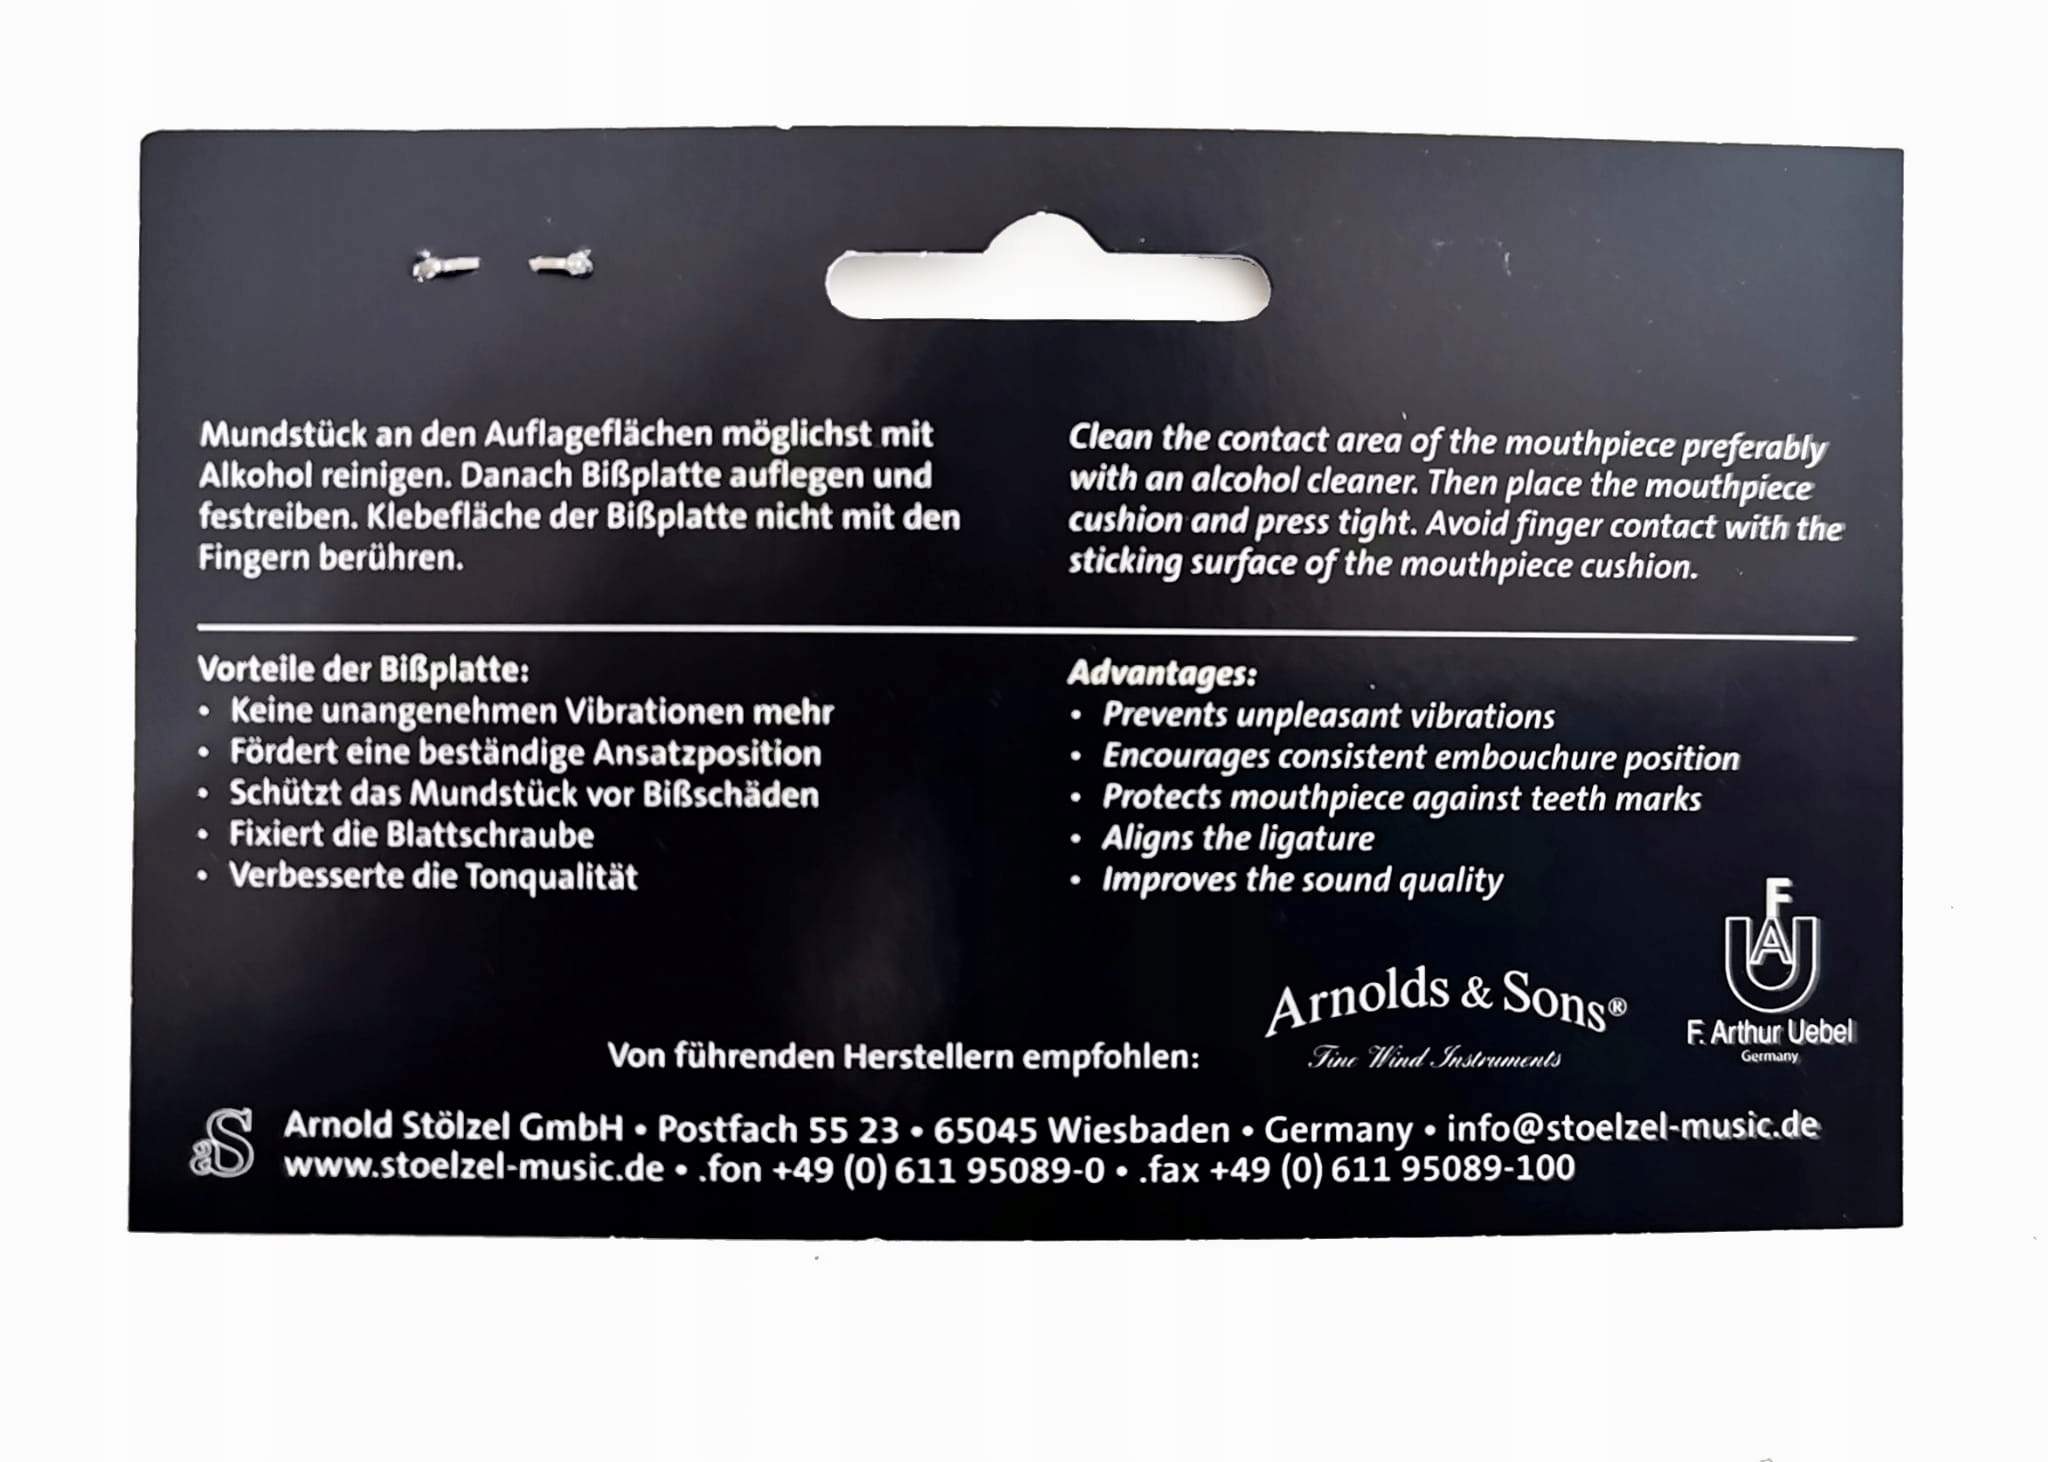 Mundstück an den Auflageflächen möglichst mit
Alkohol reinigen. Danach Bißplatte auflegen und
festreiben. Klebefläche der Bißplatte nicht mit den
Fingern berühren.
Clean the contact area of the mouthpiece preferably
with an alcohol cleaner. Then place the mouthpiece
cushion and press tight. Avoid finger contact with the
sticking surface of the mouthpiece cushion.
Vorteile der Bißplatte:
• Keine unangenehmen Vibrationen mehr
• Fördert eine beständige Ansatzposition
• Schützt das Mundstück vor Bißschäden
• Fixiert die Blattschraube
• Verbesserte die Tonqualität
Advantages:
• Prevents unpleasant vibrations
• Encourages consistent embouchure position
• Protects mouthpiece against teeth marks
• Aligns the ligature
• Improves the sound quality
Von führenden Herstellern empfohlen:
Arnolds & Sons®
Fine Wind Instruments
FAU
F. Arthur Uebel
Germany
aS
Arnold Stölzel GmbH • Postfach 55 23 • 65045 Wiesbaden • Germany • info@stoelzel-music.de
www.stoelzel-music.de • .fon +49 (0) 611 95089-0 • .fax +49 (0) 611 95089-100